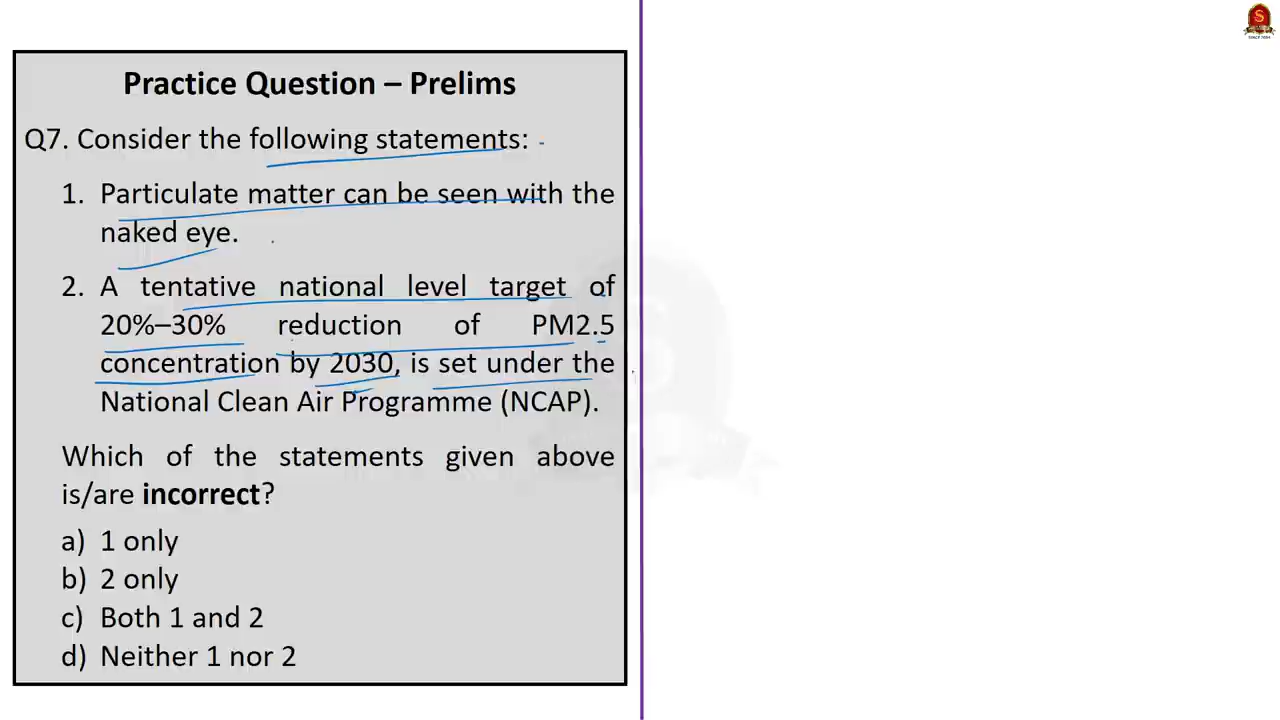 Practice Question – Prelims
Q7. Consider the following statements:
1. Particulate matter can be seen with the
naked eye.
2. A tentative national level target of
20%–30% reduction of PM2.5
concentration by 2030, is set under the
National Clean Air Programme (NCAP).
Which of the statements given above
is/are incorrect?
a) 1 only
b) 2 only
c) Both 1 and 2
d) Neither 1 nor 2